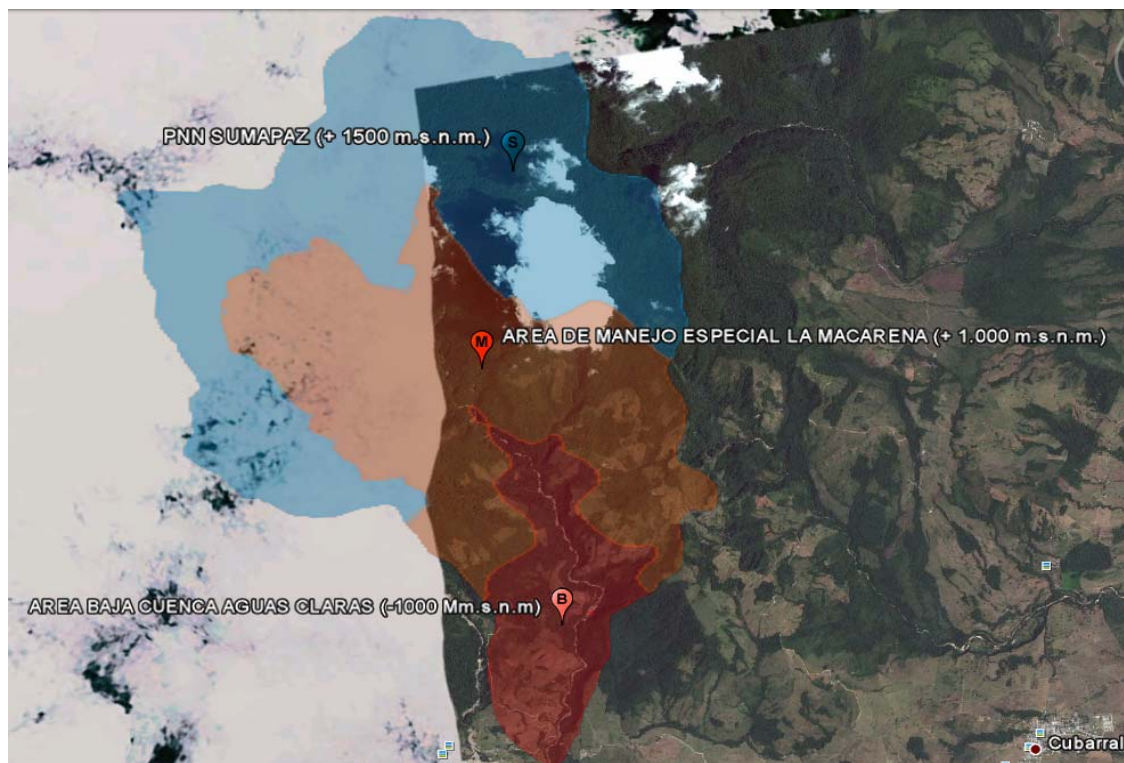 PNN SUMAPAZ (+ 1500 m.s.n.m.)
S
M
AREA DE MANEJO ESPECIAL LA MACARENA (+ 1.000 m.s.n.m.)
AREA BAJA CUENCA AGUAS CLARAS (-1000 Mm.s.n.m)
B
Cubarral